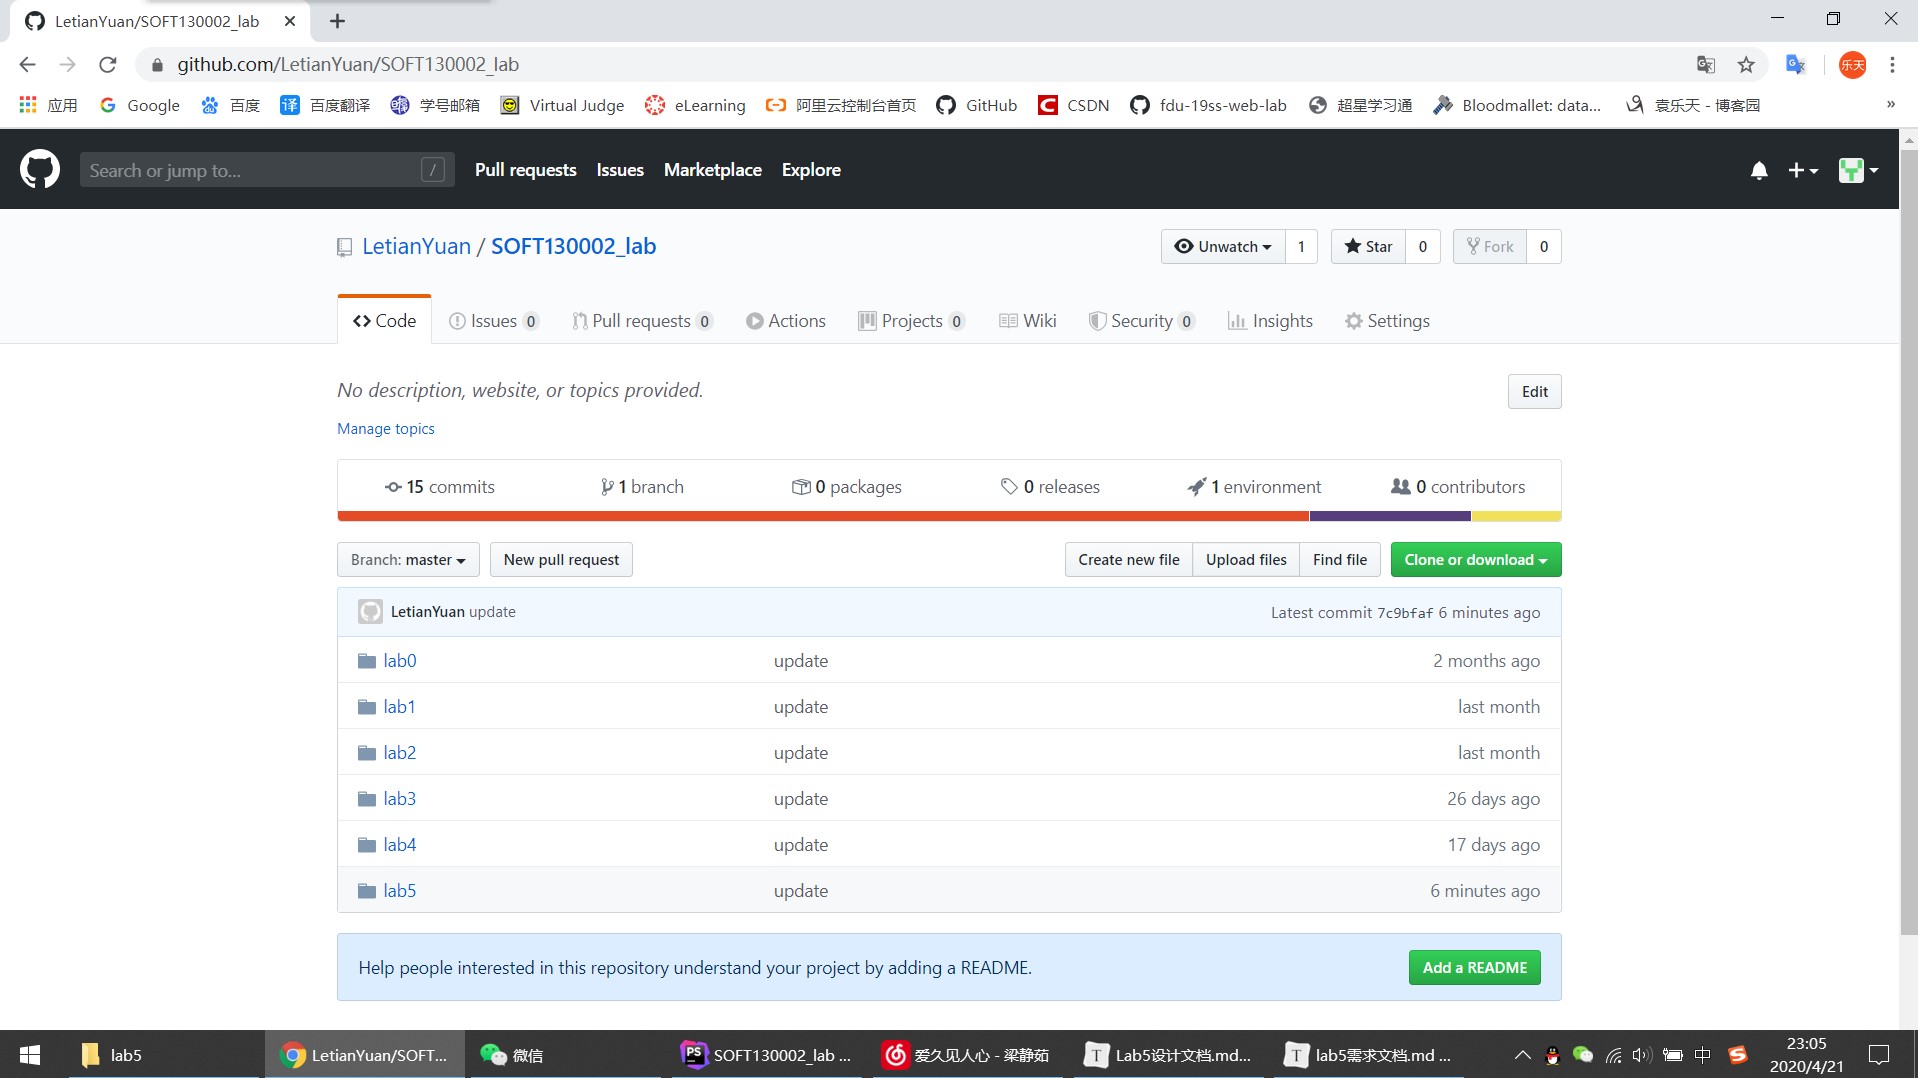 LetianYuan/SOFT130002_lab
github.com/LetianYuan/SOFT130002_lab
乐天
应用 Google 百度 译 百度翻译 学号邮箱 Virtual Judge eLearning 阿里云控制台首页 GitHub CSDN fdu-19ss-web-lab 超星学习通 Bloodmallet: data... 袁乐天 - 博客园 »
Search or jump to... / Pull requests Issues Marketplace Explore
LetianYuan / SOFT130002_lab Unwatch 1 Star 0 Fork 0
Code Issues 0 Pull requests 0 Actions Projects 0 Wiki Security 0 Insights Settings
No description, website, or topics provided. Edit
Manage topics
15 commits 1 branch 0 packages 0 releases 1 environment 0 contributors
Branch: master New pull request Create new file Upload files Find file Clone or download
LetianYuan update Latest commit 7c9bfaf 6 minutes ago
lab0 update 2 months ago
lab1 update last month
lab2 update last month
lab3 update 26 days ago
lab4 update 17 days ago
lab5 update 6 minutes ago
Help people interested in this repository understand your project by adding a README. Add a README
lab5 LetianYuan/SOFT... 微信 PS SOFT130002_lab ... 爱久见人心 - 梁静茹 T Lab5设计文档.md... T lab5需求文档.md ... 中 S 23:05
2020/4/21